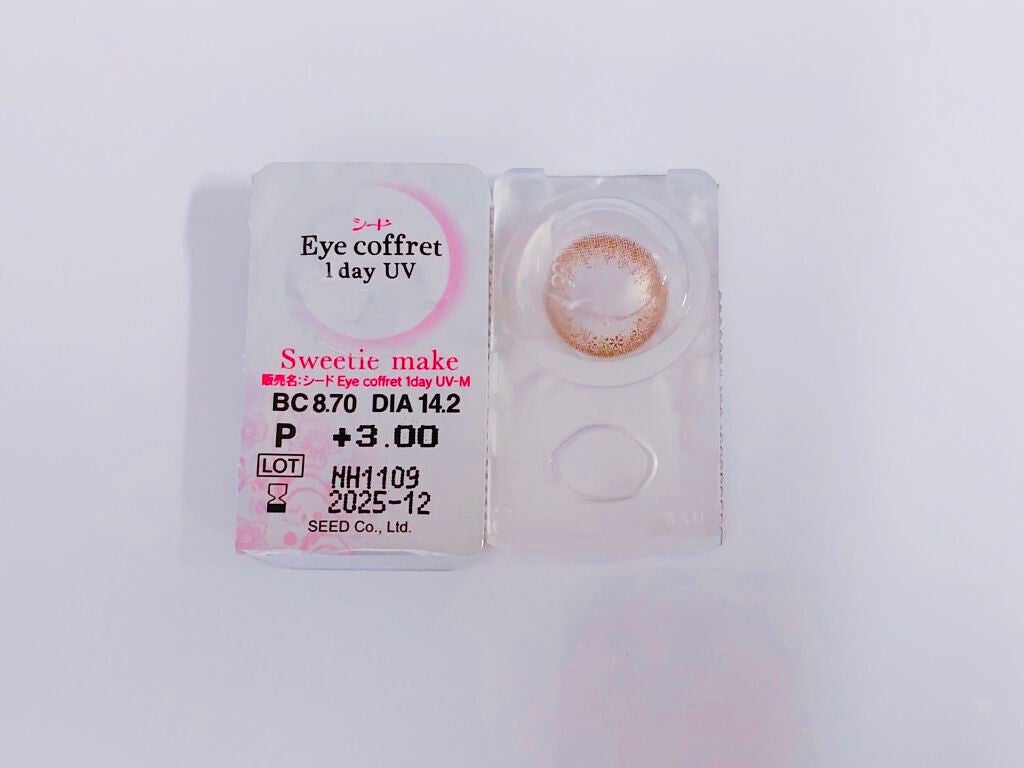 シード
Eye coffret
1day UV
Sweetie make
販売名:シード Eye coffret 1day UV-M
BC 8.70 DIA 14.2
P +3.00
LOT NH1109
2025-12
SEED Co., Ltd.